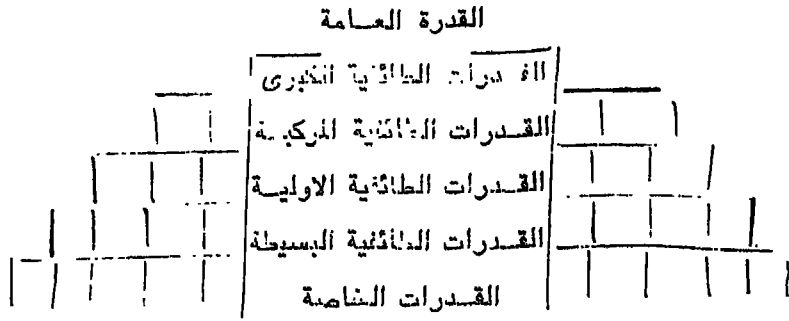 القدرة العامة
القدرات الطائفية الكبرى
القدرات الطائفية المركبة
القدرات الطائفية الاولية
القدرات الطائفية البسيطة
القدرات الخاصة